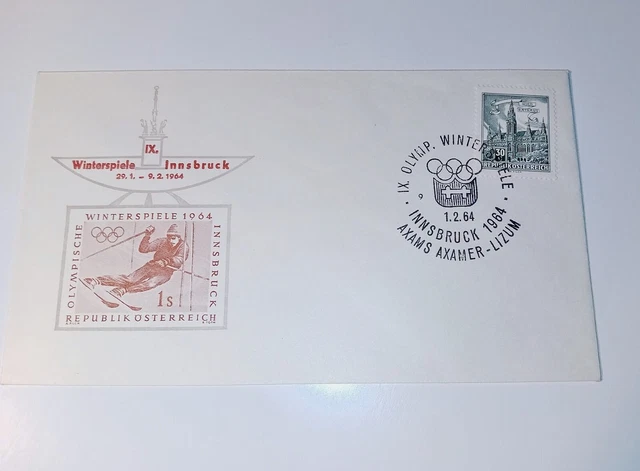 IX.
Winterspiele Innsbruck
29.1. – 9.2.1964
OLYMPISCHE
WINTERSPIELE 1964
INNSBRUCK
1s
REPUBLIK ÖSTERREICH
IX. OLYMP. WINTERSPIELE
9
1.2.64
INNSBRUCK 1964
AXAMS AXAMER-LIZUM
REPUBLIK ÖSTERREICH